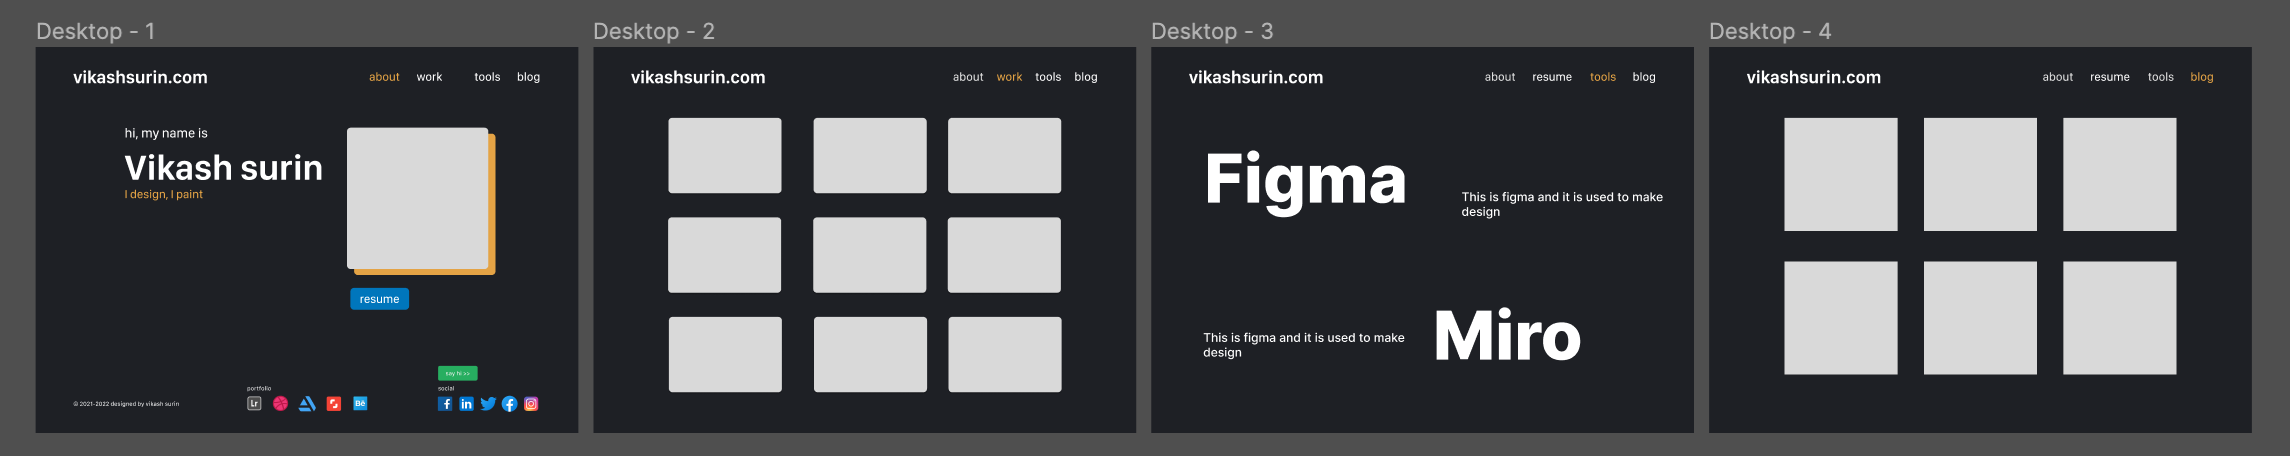 Desktop - 1
vikashsurin.com
about work tools blog
hi, my name is
Vikash surin
I design, I paint
resume
say hi >>
portfolio
social
© 2021-2022 designed by vikash surin
Lr
Bē
f
in
f
Desktop - 2
vikashsurin.com
about work tools blog
Desktop - 3
vikashsurin.com
about resume tools blog
Figma
This is figma and it is used to make
design
This is figma and it is used to make
design
Miro
Desktop - 4
vikashsurin.com
about resume tools blog